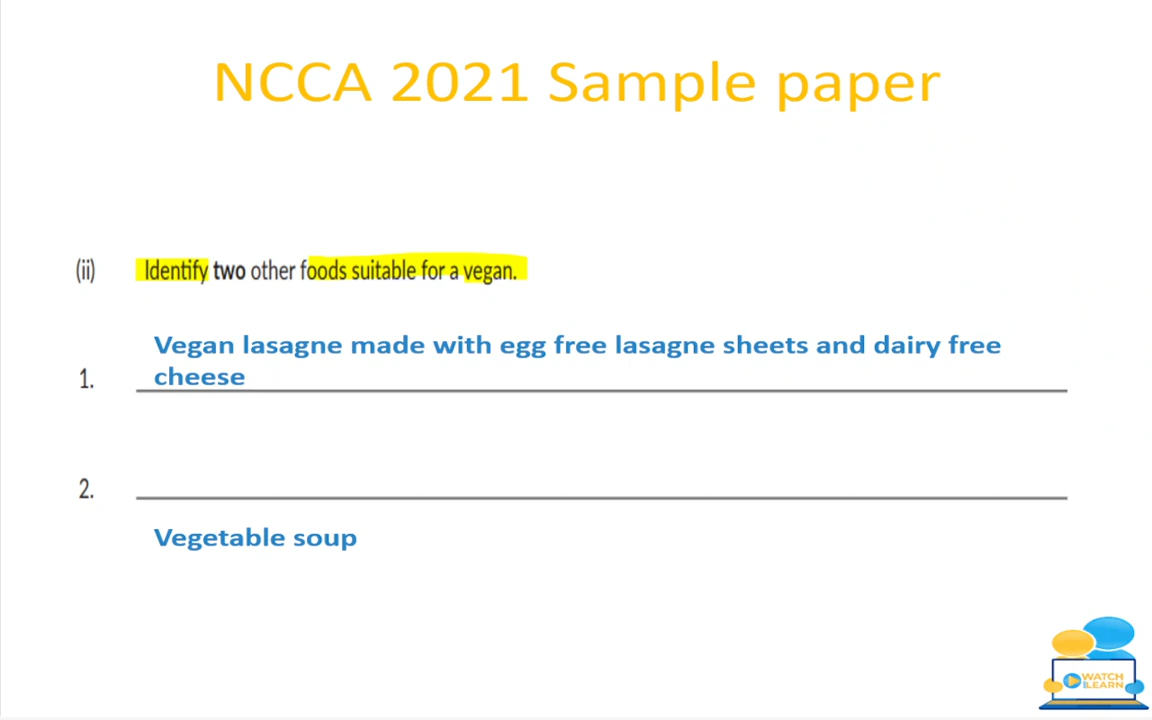 NCCA 2021 Sample paper
(ii) Identify two other foods suitable for a vegan.
Vegan lasagne made with egg free lasagne sheets and dairy free
1. cheese
2.
Vegetable soup
WATCH
AND LEARN